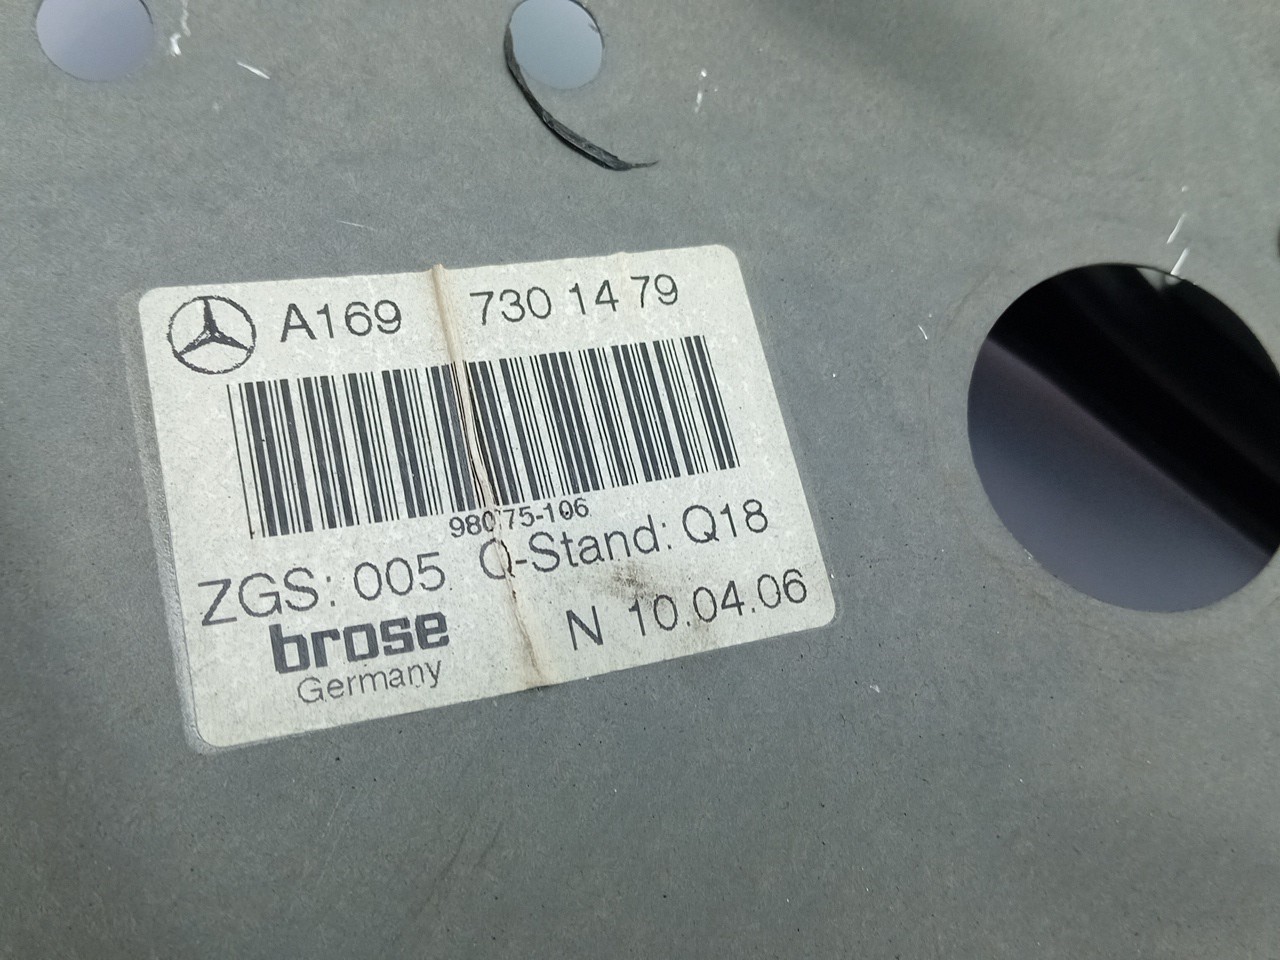 A169 730 14 79
98075-106
ZGS: 005 Q-Stand: Q18
brose N 10.04.06
Germany